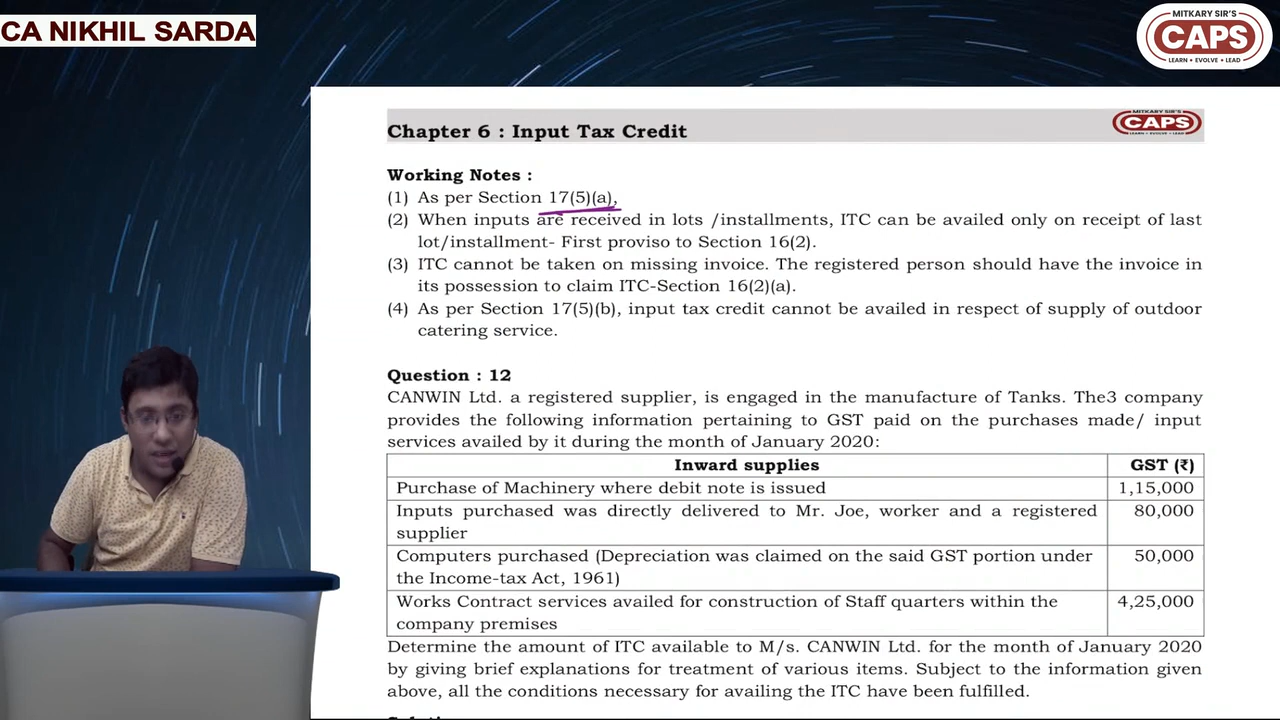 CA NIKHIL SARDA
MITKARY SIR'S
CAPS
LEARN • EVOLVE • LEAD
Chapter 6 : Input Tax Credit
MITKARY SIR'S
CAPS
LEARN • EVOLVE • LEAD
Working Notes :
(1) As per Section 17(5)(a),
(2) When inputs are received in lots /installments, ITC can be availed only on receipt of last
lot/installment- First proviso to Section 16(2).
(3) ITC cannot be taken on missing invoice. The registered person should have the invoice in
its possession to claim ITC-Section 16(2)(a).
(4) As per Section 17(5)(b), input tax credit cannot be availed in respect of supply of outdoor
catering service.
Question : 12
CANWIN Ltd. a registered supplier, is engaged in the manufacture of Tanks. The3 company
provides the following information pertaining to GST paid on the purchases made/ input
services availed by it during the month of January 2020:
Inward supplies GST (₹)
Purchase of Machinery where debit note is issued 1,15,000
Inputs purchased was directly delivered to Mr. Joe, worker and a registered 80,000
supplier
Computers purchased (Depreciation was claimed on the said GST portion under 50,000
the Income-tax Act, 1961)
Works Contract services availed for construction of Staff quarters within the 4,25,000
company premises
Determine the amount of ITC available to M/s. CANWIN Ltd. for the month of January 2020
by giving brief explanations for treatment of various items. Subject to the information given
above, all the conditions necessary for availing the ITC have been fulfilled.